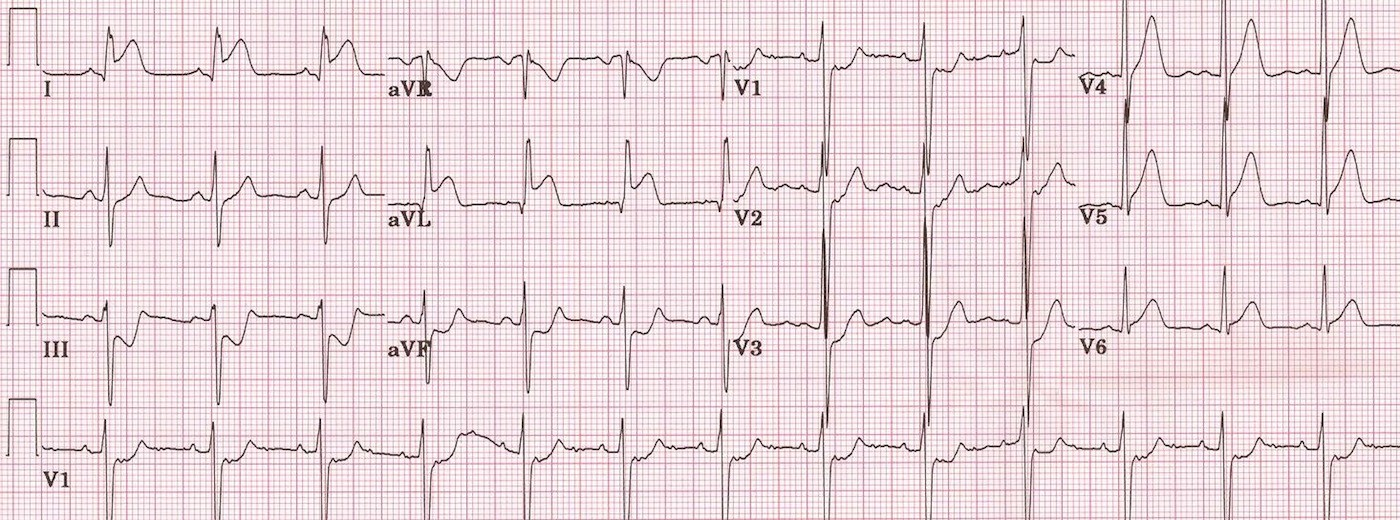 I aVR V1 V4
II aVL V2 V5
III aVF V3 V6
V1